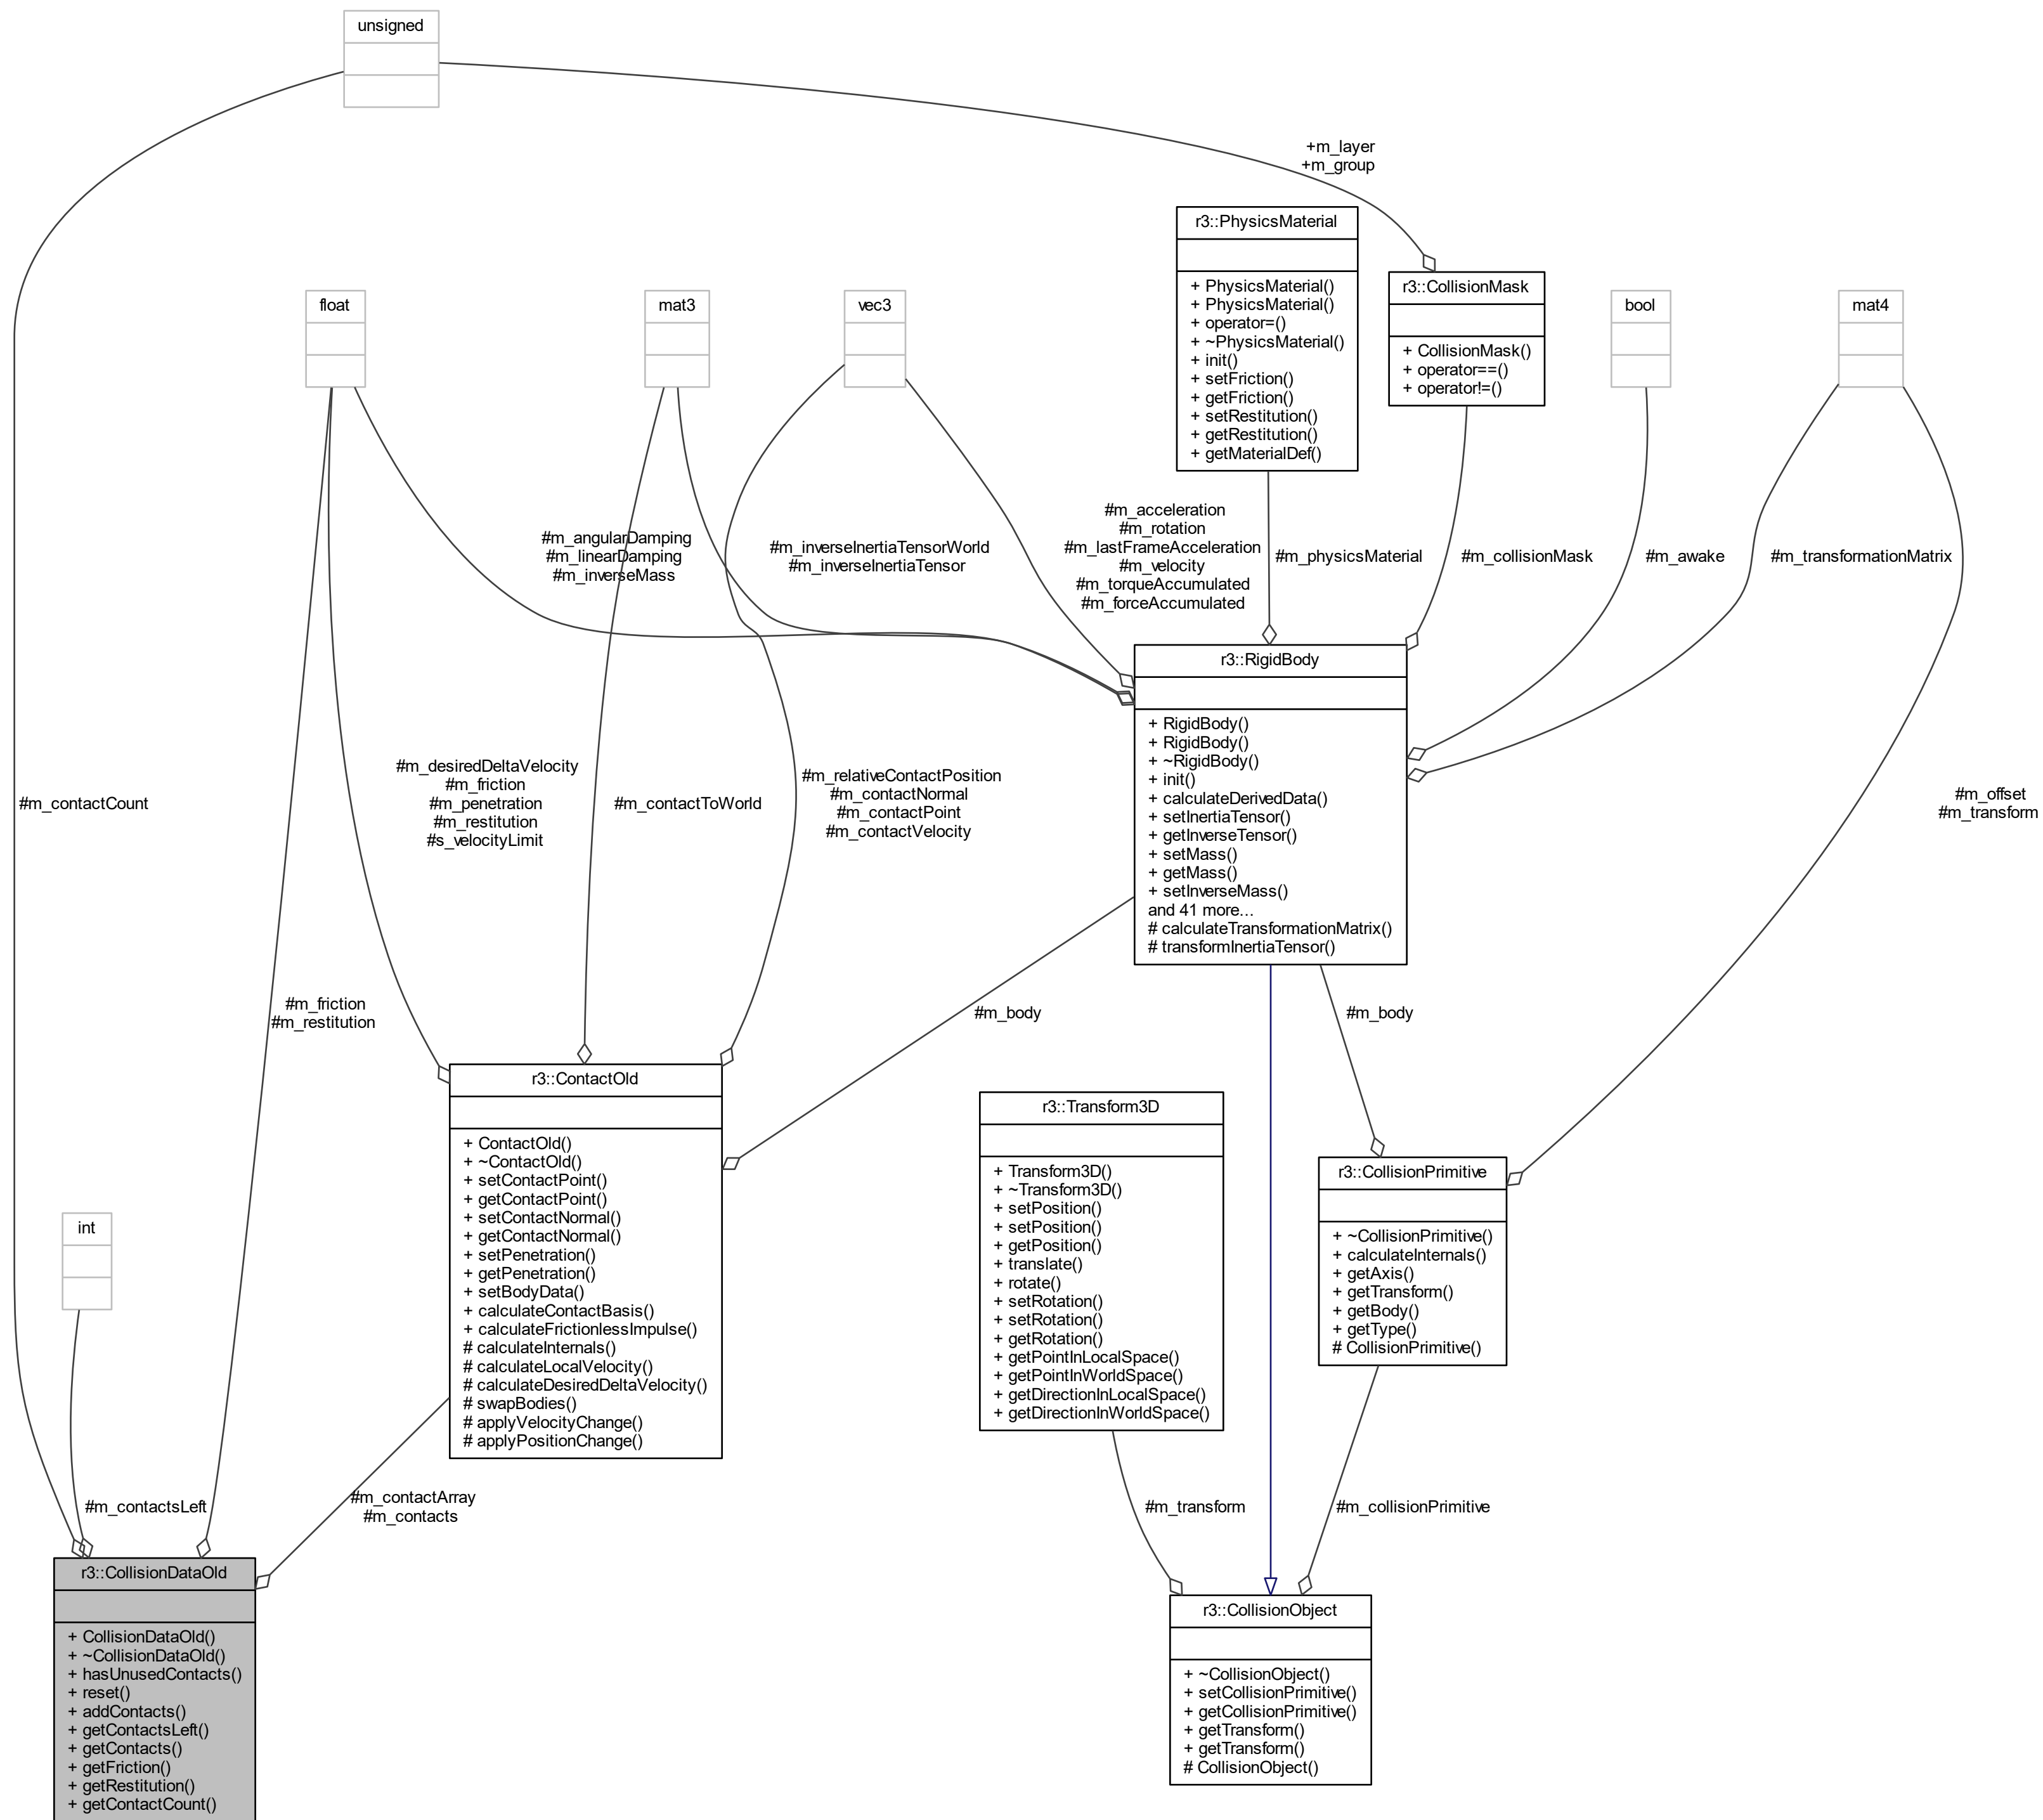 unsigned
+m_layer
+m_group
r3::PhysicsMaterial
+ PhysicsMaterial()
+ PhysicsMaterial()
+ operator=()
+ ~PhysicsMaterial()
+ init()
+ setFriction()
+ getFriction()
+ setRestitution()
+ getRestitution()
+ getMaterialDef()
r3::CollisionMask
+ CollisionMask()
+ operator==()
+ operator!=()
float
mat3
vec3
bool
mat4
#m_angularDamping
#m_linearDamping
#m_inverseMass
#m_inverseInertiaTensorWorld
#m_inverseInertiaTensor
#m_acceleration
#m_rotation
#m_lastFrameAcceleration
#m_velocity
#m_torqueAccumulated
#m_forceAccumulated
#m_physicsMaterial
#m_collisionMask
#m_awake
#m_transformationMatrix
r3::RigidBody
+ RigidBody()
+ RigidBody()
+ ~RigidBody()
+ init()
+ calculateDerivedData()
+ setInertiaTensor()
+ getInverseTensor()
+ setMass()
+ getMass()
+ setInverseMass()
and 41 more...
# calculateTransformationMatrix()
# transformInertiaTensor()
#m_contactCount
#m_desiredDeltaVelocity
#m_friction
#m_penetration
#m_restitution
#s_velocityLimit
#m_contactToWorld
#m_relativeContactPosition
#m_contactNormal
#m_contactPoint
#m_contactVelocity
#m_offset
#m_transform
#m_friction
#m_restitution
#m_body
#m_body
r3::ContactOld
+ ContactOld()
+ ~ContactOld()
+ setContactPoint()
+ getContactPoint()
+ setContactNormal()
+ getContactNormal()
+ setPenetration()
+ getPenetration()
+ setBodyData()
+ calculateContactBasis()
+ calculateFrictionlessImpulse()
# calculateInternals()
# calculateLocalVelocity()
# calculateDesiredDeltaVelocity()
# swapBodies()
# applyVelocityChange()
# applyPositionChange()
r3::Transform3D
+ Transform3D()
+ ~Transform3D()
+ setPosition()
+ setPosition()
+ getPosition()
+ translate()
+ rotate()
+ setRotation()
+ setRotation()
+ getRotation()
+ getPointInLocalSpace()
+ getPointInWorldSpace()
+ getDirectionInLocalSpace()
+ getDirectionInWorldSpace()
r3::CollisionPrimitive
+ ~CollisionPrimitive()
+ calculateInternals()
+ getAxis()
+ getTransform()
+ getBody()
+ getType()
# CollisionPrimitive()
int
#m_contactsLeft
#m_contactArray
#m_contacts
#m_transform
#m_collisionPrimitive
r3::CollisionDataOld
+ CollisionDataOld()
+ ~CollisionDataOld()
+ hasUnusedContacts()
+ reset()
+ addContacts()
+ getContactsLeft()
+ getContacts()
+ getFriction()
+ getRestitution()
+ getContactCount()
r3::CollisionObject
+ ~CollisionObject()
+ setCollisionPrimitive()
+ getCollisionPrimitive()
+ getTransform()
+ getTransform()
# CollisionObject()